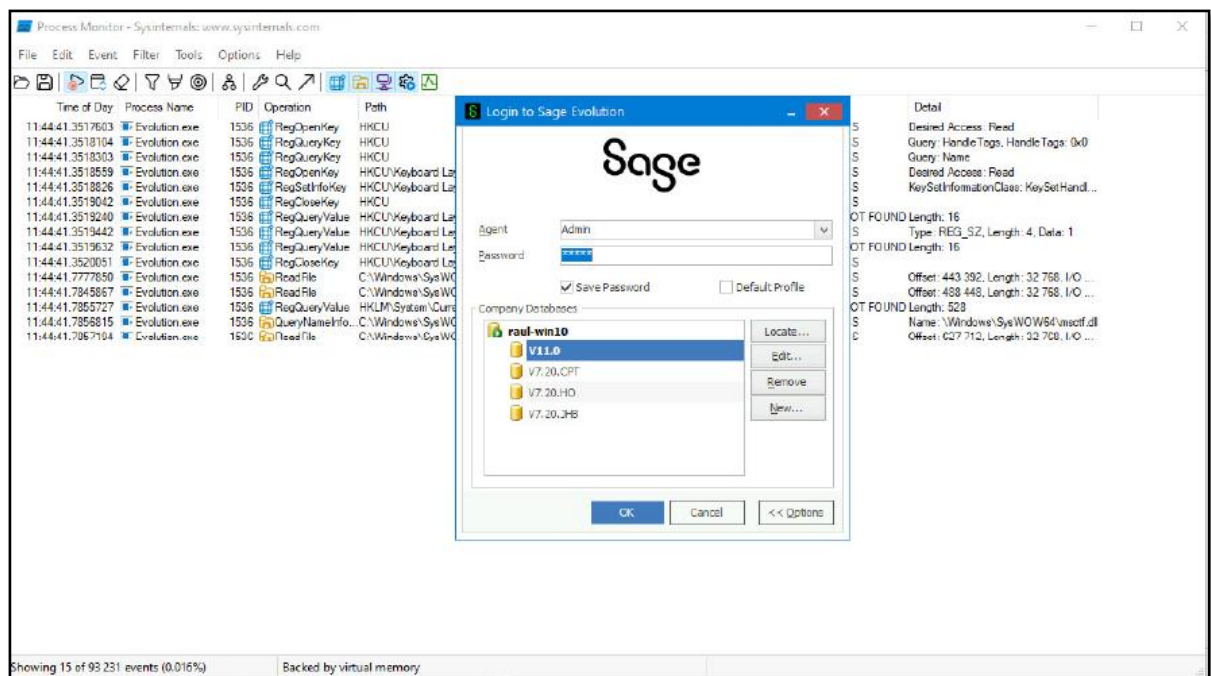 Process Monitor - Sysinternals: www.sysinternals.com
File Edit Event Filter Tools Options Help
Time of Day Process Name PID Operation Path Detail
11:44:41.3517603 Evolution.exe 1536 RegOpenKey HKCU S Desired Access: Read
11:44:41.3518104 Evolution.exe 1536 RegQueryKey HKCU S Query: HandleTags, HandleTags: 0x0
11:44:41.3518303 Evolution.exe 1536 RegQueryKey HKCU S Query: Name
11:44:41.3518559 Evolution.exe 1536 RegOpenKey HKCU\Keyboard La S Desired Access: Read
11:44:41.3518826 Evolution.exe 1536 RegSetInfoKey HKCU\Keyboard La S KeySetInformationClass: KeySetHandl...
11:44:41.3519042 Evolution.exe 1536 RegCloseKey HKCU S
11:44:41.3519240 Evolution.exe 1536 RegQueryValue HKCU\Keyboard La OT FOUND Length: 16
11:44:41.3519442 Evolution.exe 1536 RegQueryValue HKCU\Keyboard La S Type: REG_SZ, Length: 4, Data: 1
11:44:41.3519632 Evolution.exe 1536 RegQueryValue HKCU\Keyboard La OT FOUND Length: 16
11:44:41.3520051 Evolution.exe 1536 RegCloseKey HKCU\Keyboard La S
11:44:41.7777850 Evolution.exe 1536 ReadFile C:\Windows\SysWO S Offset: 443 392, Length: 32 768, I/O ...
11:44:41.7845867 Evolution.exe 1536 ReadFile C:\Windows\SysWO S Offset: 488 448, Length: 32 768, I/O ...
11:44:41.7855727 Evolution.exe 1536 RegQueryValue HKLM\System\Curre OT FOUND Length: 528
11:44:41.7856815 Evolution.exe 1536 QueryNameInfo... C:\Windows\SysWO S Name: \Windows\SysWOW64\msctf.dll
Evolution.exe ReadFile C:\Windows\SysWO
Login to Sage Evolution
Sage
Agent Admin
Password *****
Save Password Default Profile
Company Databases
raul-win10 Locate...
V11.0 Edit...
V7.20.CPT Remove
V7.20.HO New...
V7.20.JHB
OK Cancel << Options
Showing 15 of 93 231 events (0.016%) Backed by virtual memory